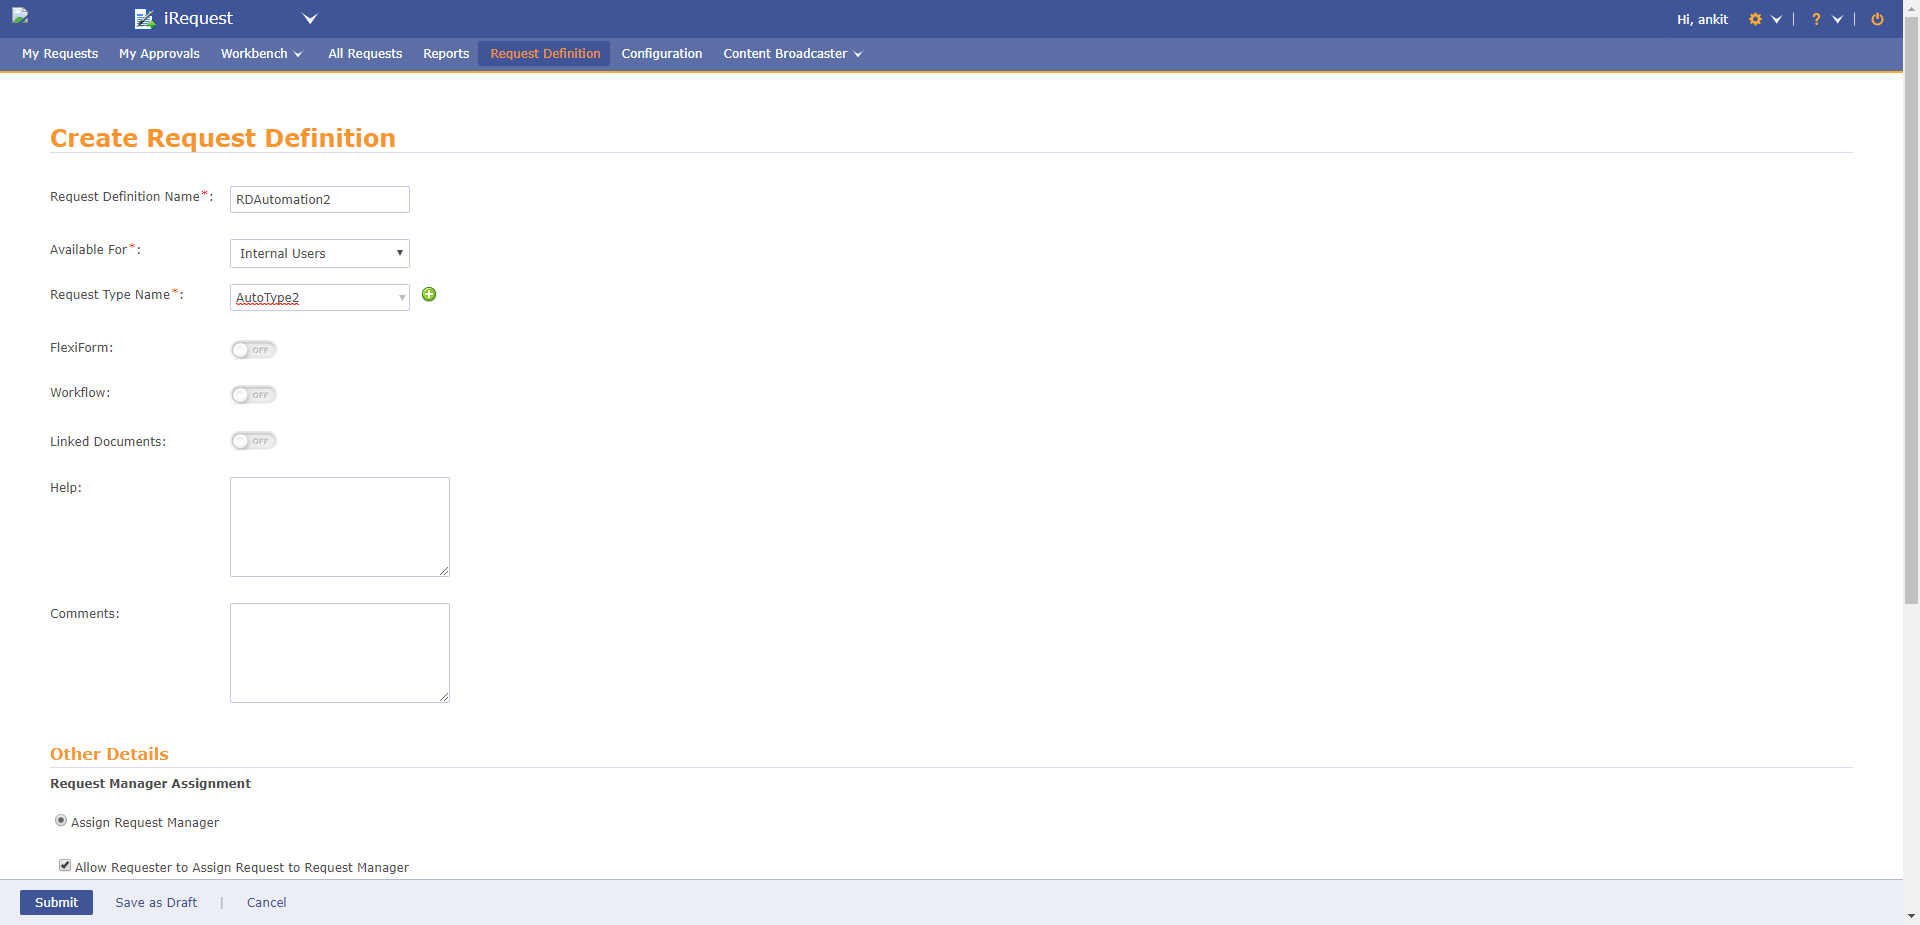 iRequest
Hi, ankit | ? |
My Requests My Approvals Workbench All Requests Reports Request Definition Configuration Content Broadcaster
Create Request Definition
Request Definition Name*: RDAutomation2
Available For*: Internal Users
Request Type Name*: AutoType2
FlexiForm: OFF
Workflow: OFF
Linked Documents: OFF
Help:
Comments:
Other Details
Request Manager Assignment
Assign Request Manager
Allow Requester to Assign Request to Request Manager
Submit Save as Draft | Cancel